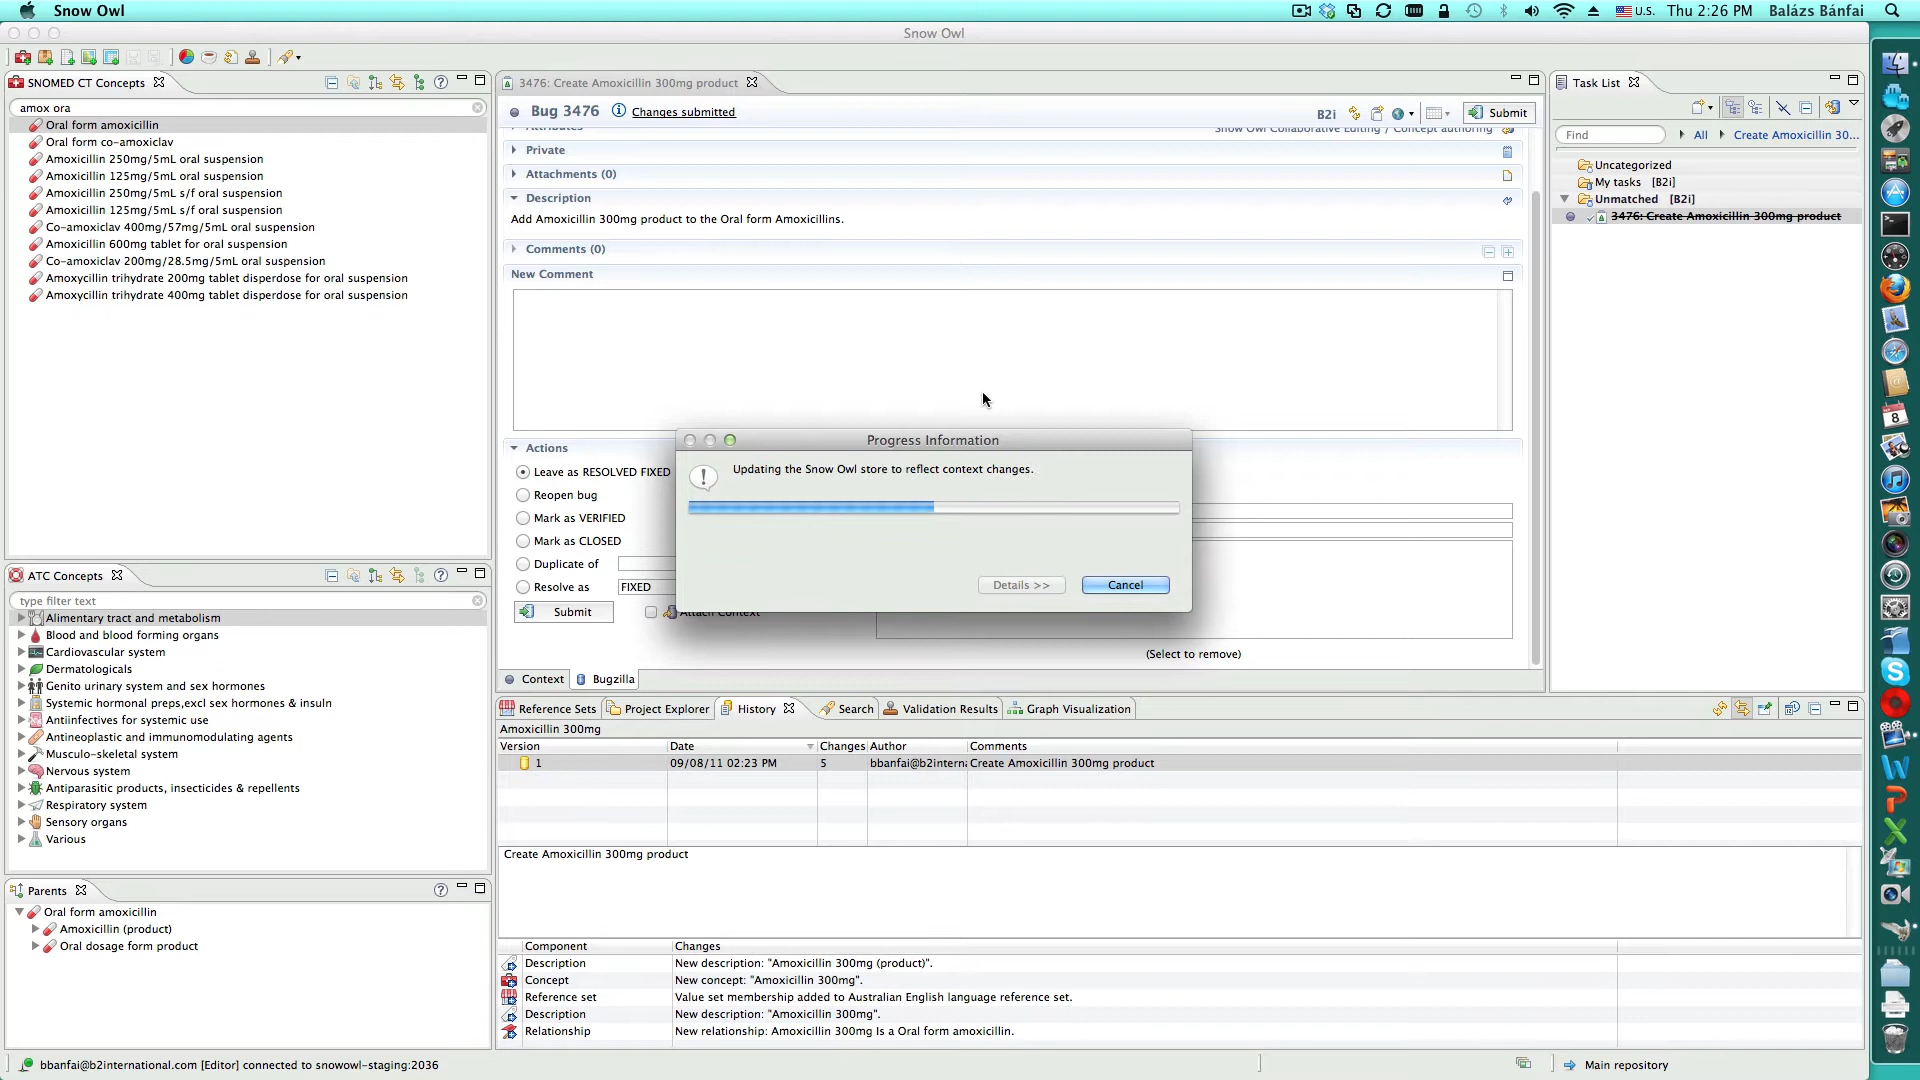 Snow Owl
U.S. Thu 2:26 PM Balázs Bánfai
Snow Owl
SNOMED CT Concepts
amox ora
Oral form amoxicillin
Oral form co-amoxiclav
Amoxicillin 250mg/5mL oral suspension
Amoxicillin 125mg/5mL oral suspension
Amoxicillin 250mg/5mL s/f oral suspension
Amoxicillin 125mg/5mL s/f oral suspension
Co-amoxiclav 400mg/57mg/5mL oral suspension
Amoxicillin 600mg tablet for oral suspension
Co-amoxiclav 200mg/28.5mg/5mL oral suspension
Amoxycillin trihydrate 200mg tablet disperdose for oral suspension
Amoxycillin trihydrate 400mg tablet disperdose for oral suspension
ATC Concepts
type filter text
Alimentary tract and metabolism
Blood and blood forming organs
Cardiovascular system
Dermatologicals
Genito urinary system and sex hormones
Systemic hormonal preps,excl sex hormones & insuln
Antiinfectives for systemic use
Antineoplastic and immunomodulating agents
Musculo-skeletal system
Nervous system
Antiparasitic products, insecticides & repellents
Respiratory system
Sensory organs
Various
Parents
Oral form amoxicillin
Amoxicillin (product)
Oral dosage form product
3476: Create Amoxicillin 300mg product
Bug 3476 Changes submitted
B2i Submit
Attributes Snow Owl Collaborative Editing / Concept authoring
Private
Attachments (0)
Description
Add Amoxicillin 300mg product to the Oral form Amoxicillins.
Comments (0)
New Comment
Actions
Leave as RESOLVED FIXED
Reopen bug
Mark as VERIFIED
Mark as CLOSED
Duplicate of
Resolve as FIXED
Submit Attach Context
(Select to remove)
Progress Information
Updating the Snow Owl store to reflect context changes.
Details >> Cancel
Context Bugzilla
Task List
Find All Create Amoxicillin 30...
Uncategorized
My tasks [B2i]
Unmatched [B2i]
3476: Create Amoxicillin 300mg product
Reference Sets Project Explorer History Search Validation Results Graph Visualization
Amoxicillin 300mg
Version Date Changes Author Comments
1 09/08/11 02:23 PM 5 bbanfai@b2interna Create Amoxicillin 300mg product
Create Amoxicillin 300mg product
Component Changes
Description New description: "Amoxicillin 300mg (product)".
Concept New concept: "Amoxicillin 300mg".
Reference set Value set membership added to Australian English language reference set.
Description New description: "Amoxicillin 300mg".
Relationship New relationship: Amoxicillin 300mg Is a Oral form amoxicillin.
bbanfai@b2international.com [Editor] connected to snowowl-staging:2036
Main repository
8